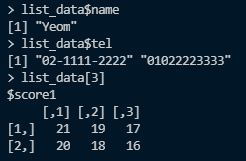 > list_data$name
[1] "Yeom"
> list_data$tel
[1] "02-1111-2222" "01022223333"
> list_data[3]
$score1
     [,1] [,2] [,3]
[1,]   21   19   17
[2,]   20   18   16